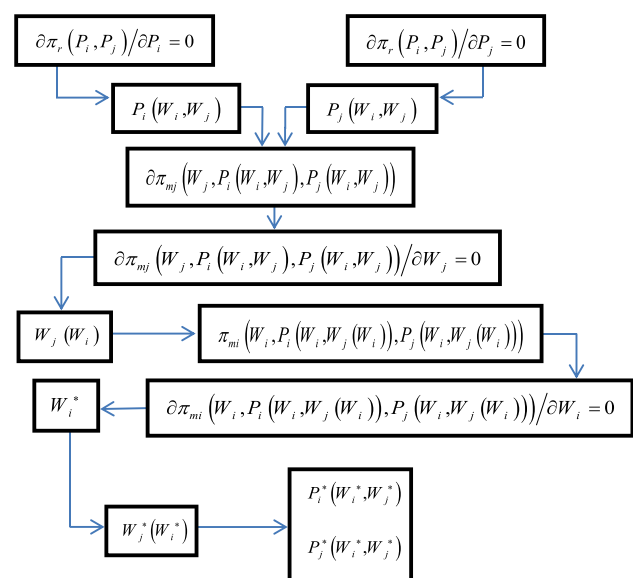 ∂π_r(P_i,P_j)/∂P_i = 0
∂π_r(P_i,P_j)/∂P_j = 0
P_i(W_i,W_j)
P_j(W_i,W_j)
∂π_mj(W_j,P_i(W_i,W_j),P_j(W_i,W_j))
∂π_mj(W_j,P_i(W_i,W_j),P_j(W_i,W_j))/∂W_j = 0
W_j(W_i)
π_mi(W_i,P_i(W_i,W_j(W_i)),P_j(W_i,W_j(W_i)))
W_i^*
∂π_mi(W_i,P_i(W_i,W_j(W_i)),P_j(W_i,W_j(W_i)))/∂W_i = 0
P_i^*(W_i^*,W_j^*)
W_j^*(W_i^*)
P_j^*(W_i^*,W_j^*)